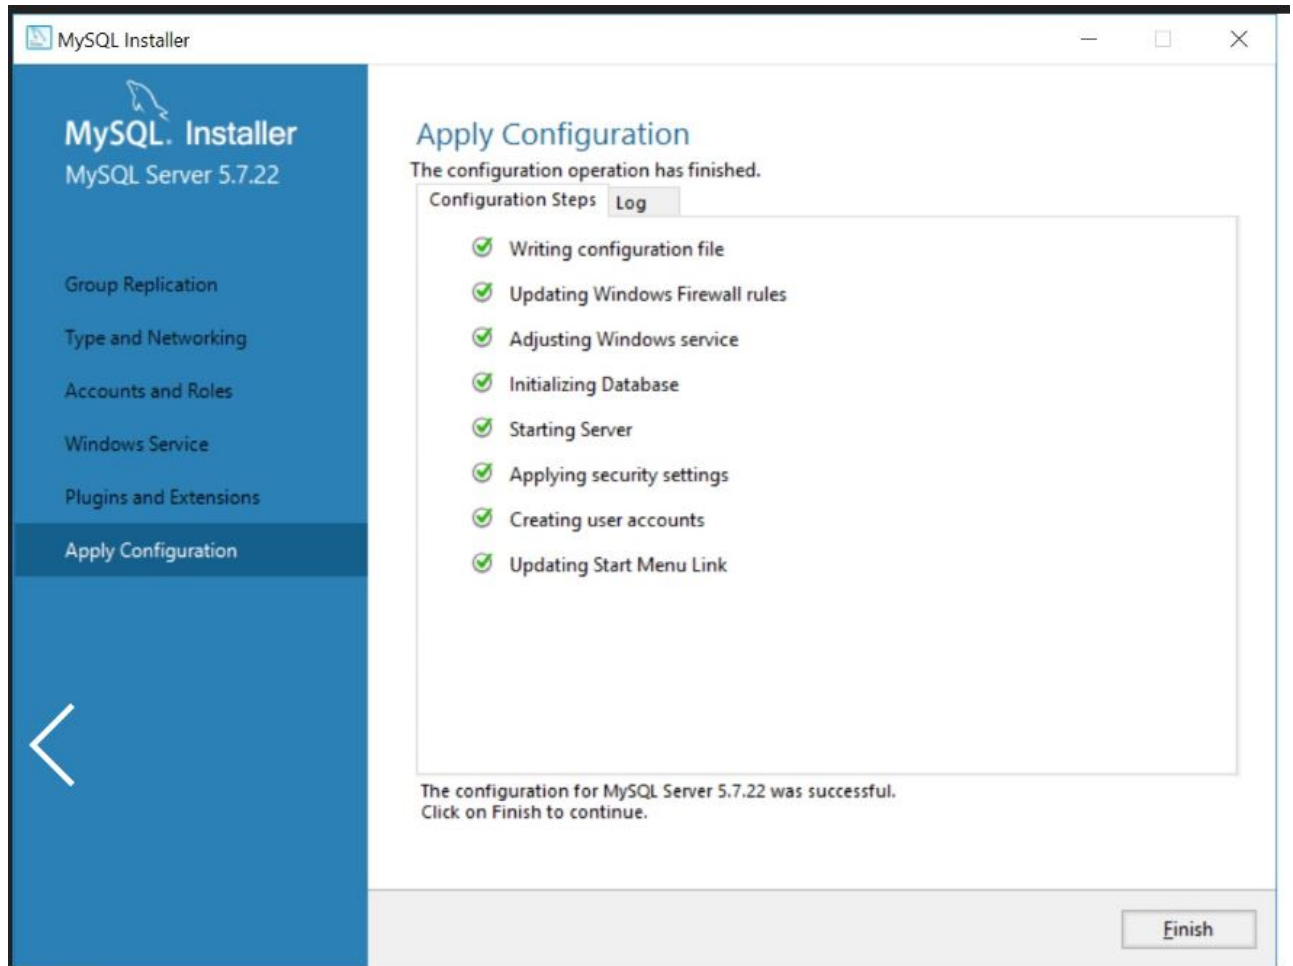 MySQL Installer
MySQL. Installer
MySQL Server 5.7.22
Group Replication
Type and Networking
Accounts and Roles
Windows Service
Plugins and Extensions
Apply Configuration
Apply Configuration
The configuration operation has finished.
Configuration Steps Log
Writing configuration file
Updating Windows Firewall rules
Adjusting Windows service
Initializing Database
Starting Server
Applying security settings
Creating user accounts
Updating Start Menu Link
The configuration for MySQL Server 5.7.22 was successful.
Click on Finish to continue.
Finish